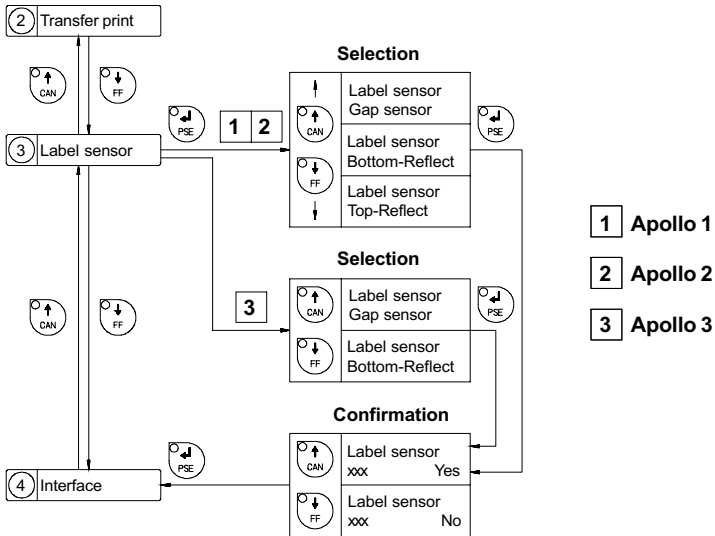 2 Transfer print
CAN
FF
Selection
PSE
1 2
CAN
FF
Label sensor
Gap sensor
Label sensor
Bottom-Reflect
Label sensor
Top-Reflect
PSE
3 Label sensor
1 Apollo 1
2 Apollo 2
3 Apollo 3
Selection
3
CAN
FF
Label sensor
Gap sensor
Label sensor
Bottom-Reflect
PSE
CAN
FF
Confirmation
CAN
FF
Label sensor
xxx Yes
Label sensor
xxx No
PSE
4 Interface